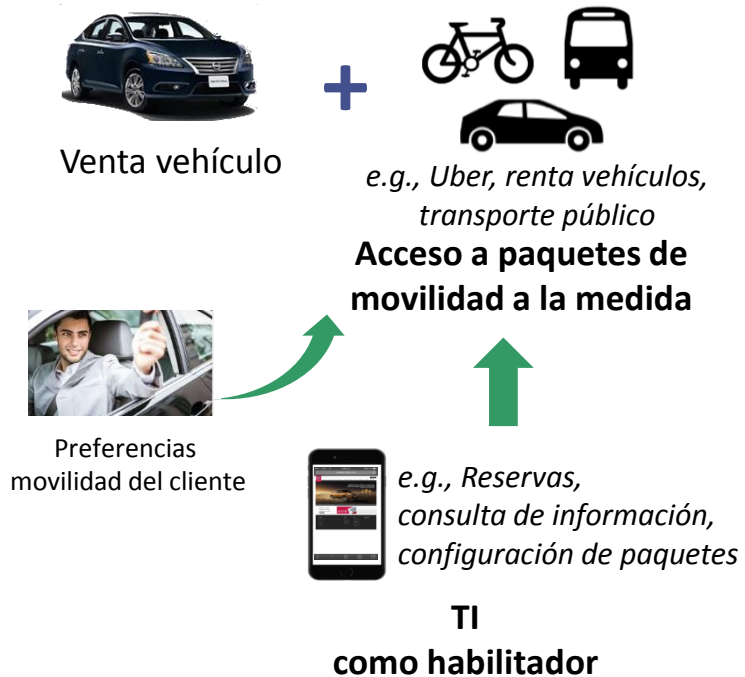 Venta vehículo
e.g., Uber, renta vehículos,
transporte público
Acceso a paquetes de
movilidad a la medida
Preferencias
movilidad del cliente
e.g., Reservas,
consulta de información,
configuración de paquetes
TI
como habilitador